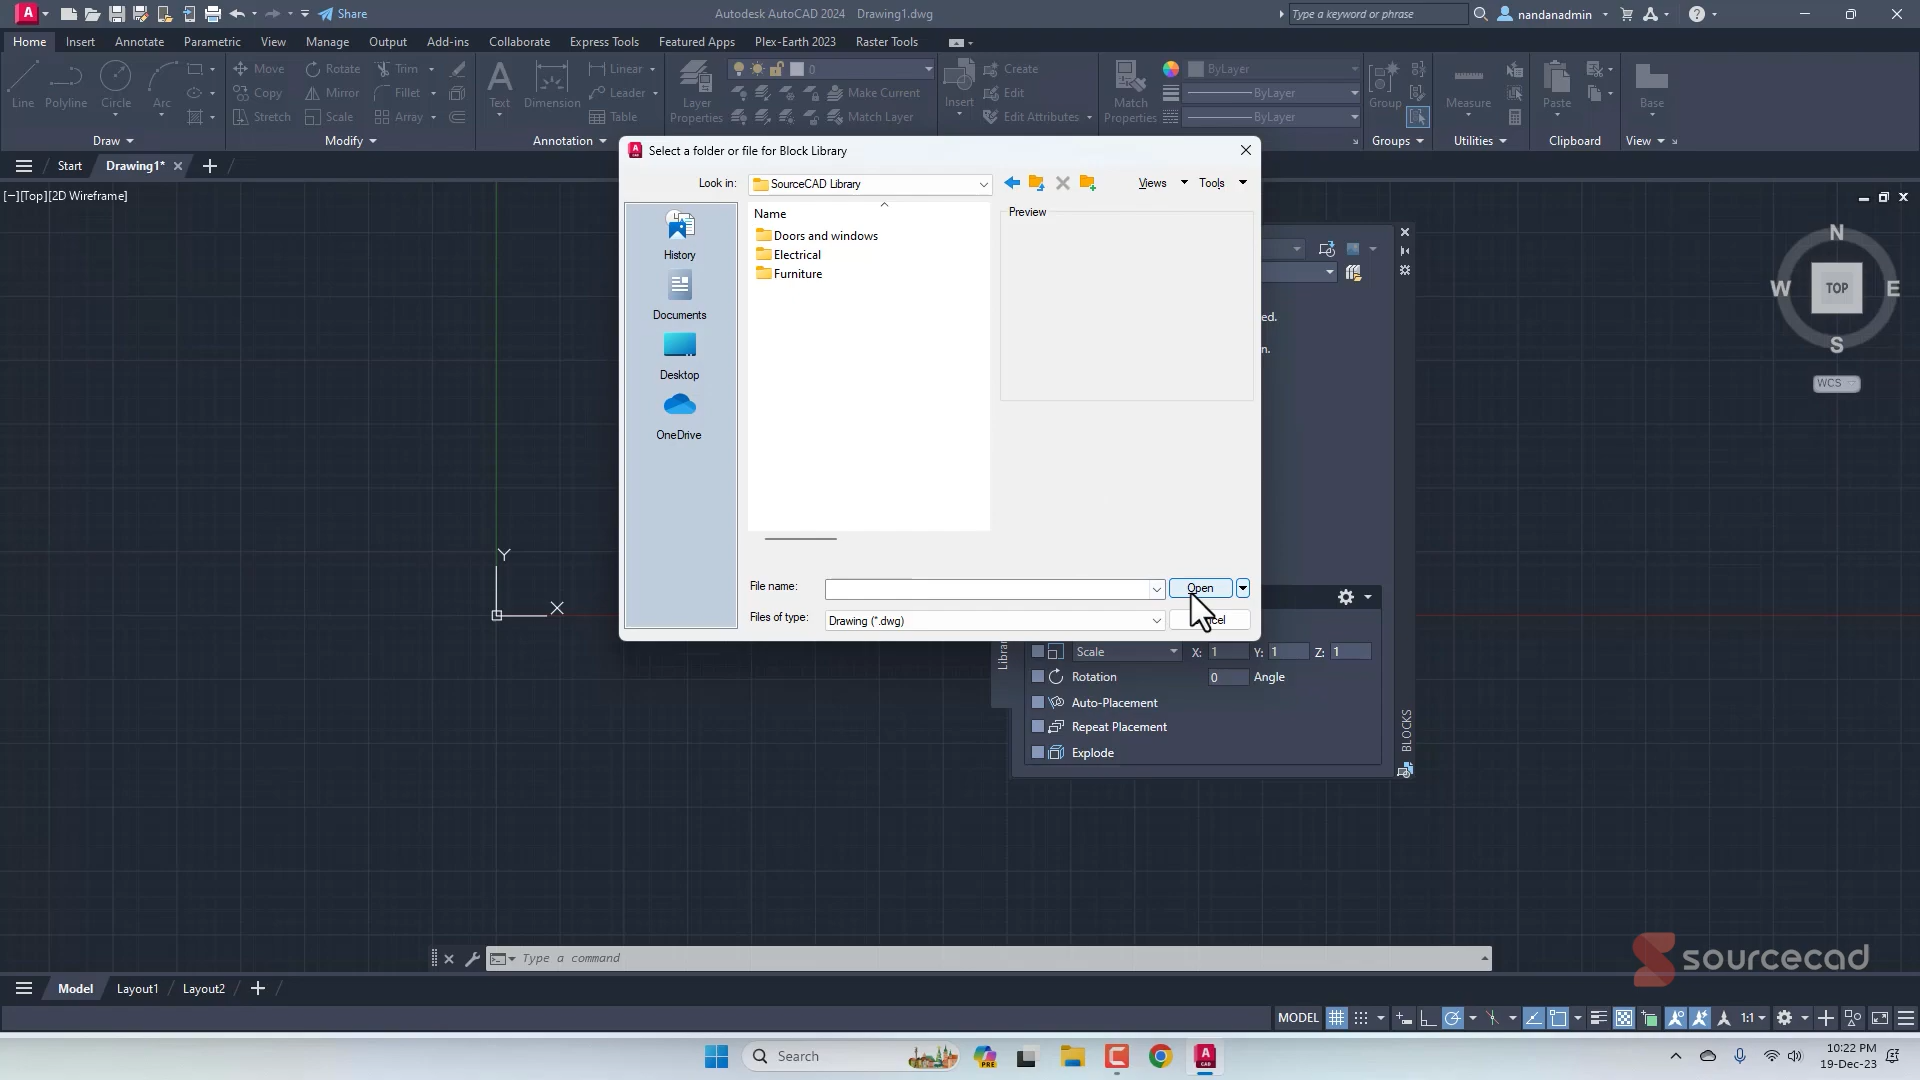 Share
Autodesk AutoCAD 2024 Drawing1.dwg
Type a keyword or phrase
nandanadmin
Home Insert Annotate Parametric View Manage Output Add-ins Collaborate Express Tools Featured Apps Plex-Earth 2023 Raster Tools
Line Polyline Circle Arc
Move Rotate Trim
Copy Mirror Fillet
Stretch Scale Array
Text Dimension
Linear
Leader
Table
Layer
Properties
0
Make Current
Match Layer
Insert
Create
Edit
Edit Attributes
Match
Properties
ByLayer
ByLayer
ByLayer
Group
Measure
Paste
Base
Draw Modify Annotation Groups Utilities Clipboard View
Start Drawing1*
[−][Top][2D Wireframe]
Select a folder or file for Block Library
Look in: SourceCAD Library
Views Tools
Name
Doors and windows
Electrical
Furniture
Preview
History
Documents
Desktop
OneDrive
File name:
Open
Files of type: Drawing (*.dwg)
ed.
n.
N
W TOP E
S
WCS
Y
X
Scale X: 1 Y: 1 Z: 1
Rotation 0 Angle
Auto-Placement
Repeat Placement
Explode
BLOCKS
Type a command
sourcecad
Model Layout1 Layout2
MODEL 1:1
Search
PRE
10:22 PM
19-Dec-23